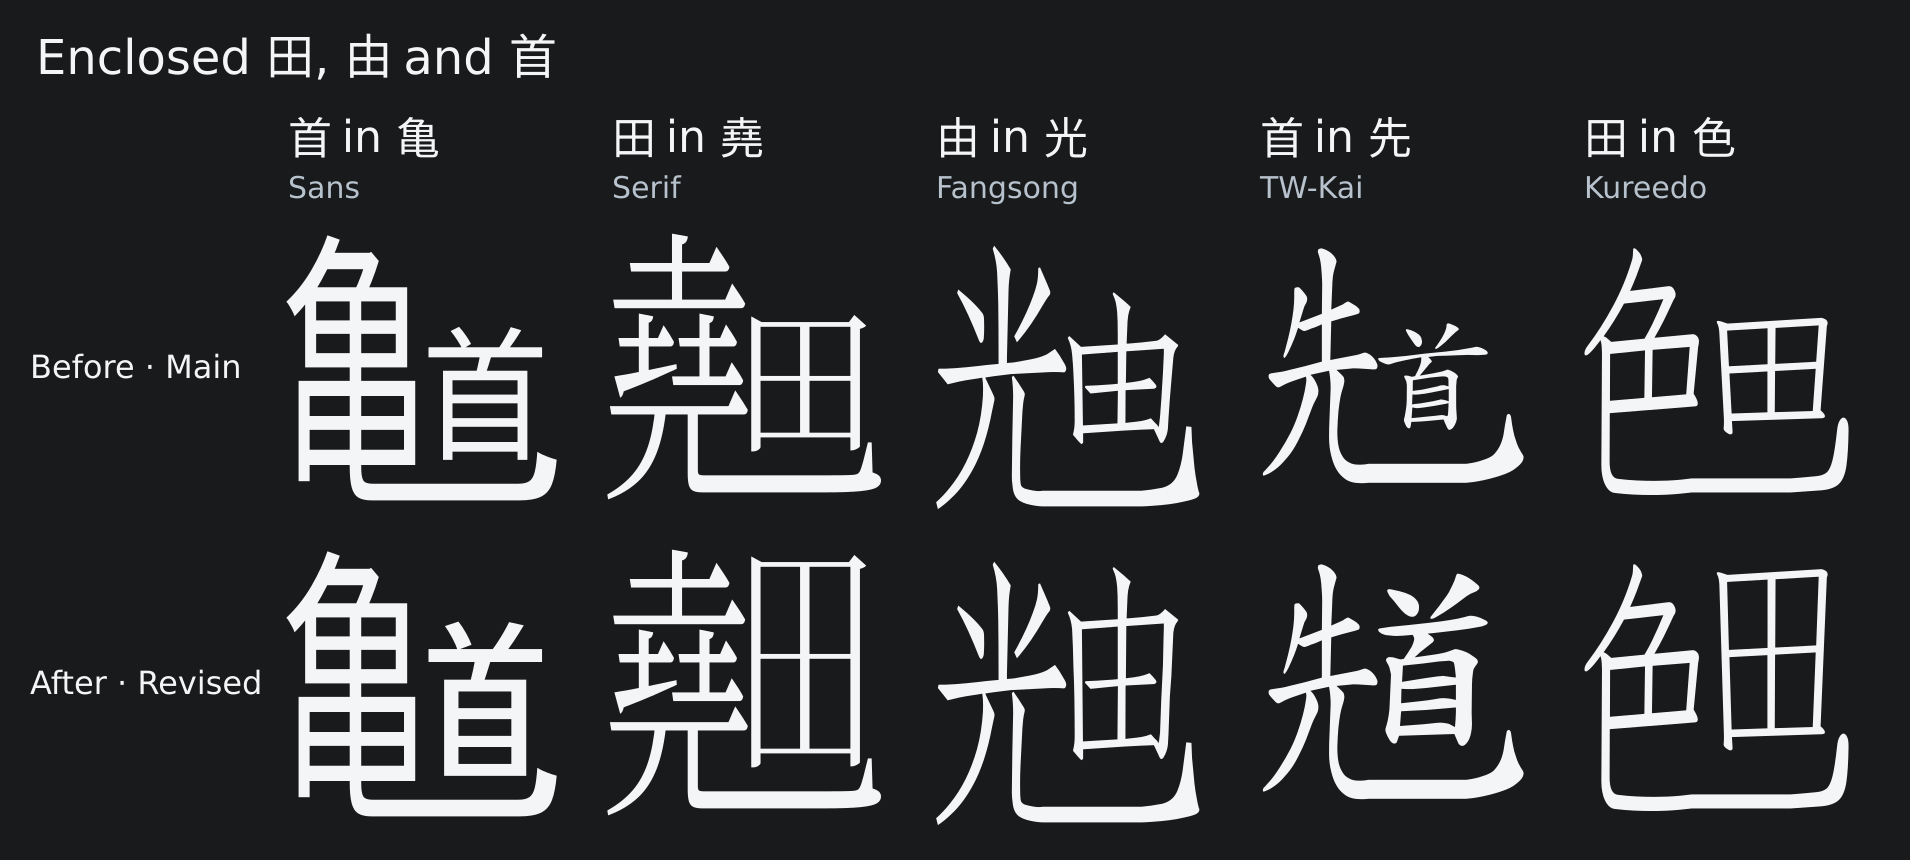 Enclosed 田, 由 and 首
首 in 亀 田 in 堯 由 in 光 首 in 先 田 in 色
Sans Serif Fangsong TW-Kai Kureedo
Before · Main
After · Revised